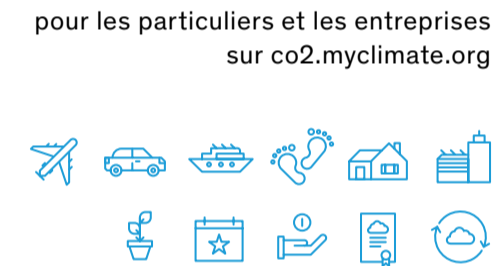 pour les particuliers et les entreprises
sur co2.myclimate.org